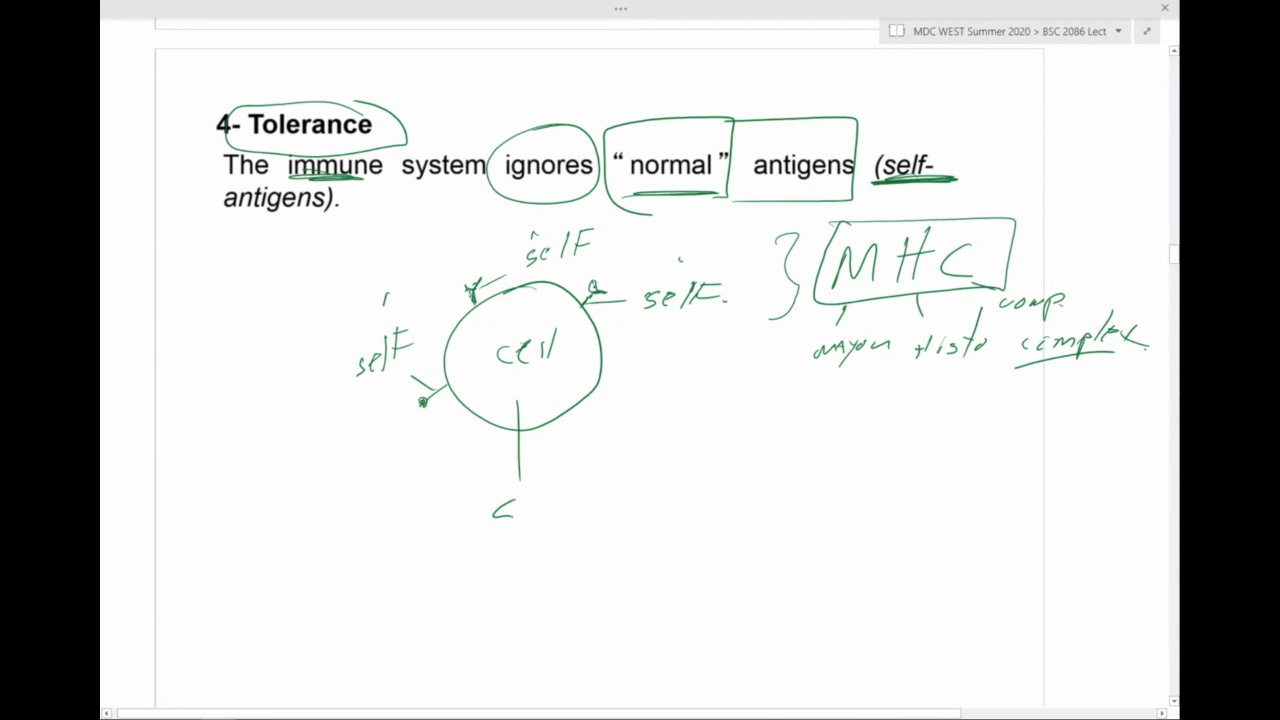 MDC WEST Summer 2020 > BSC 2086 Lect
4- Tolerance
The immune system ignores “normal” antigens (self-
antigens).
self
self.
self
cell
MHC
comp.
mayor Histo complex.
C